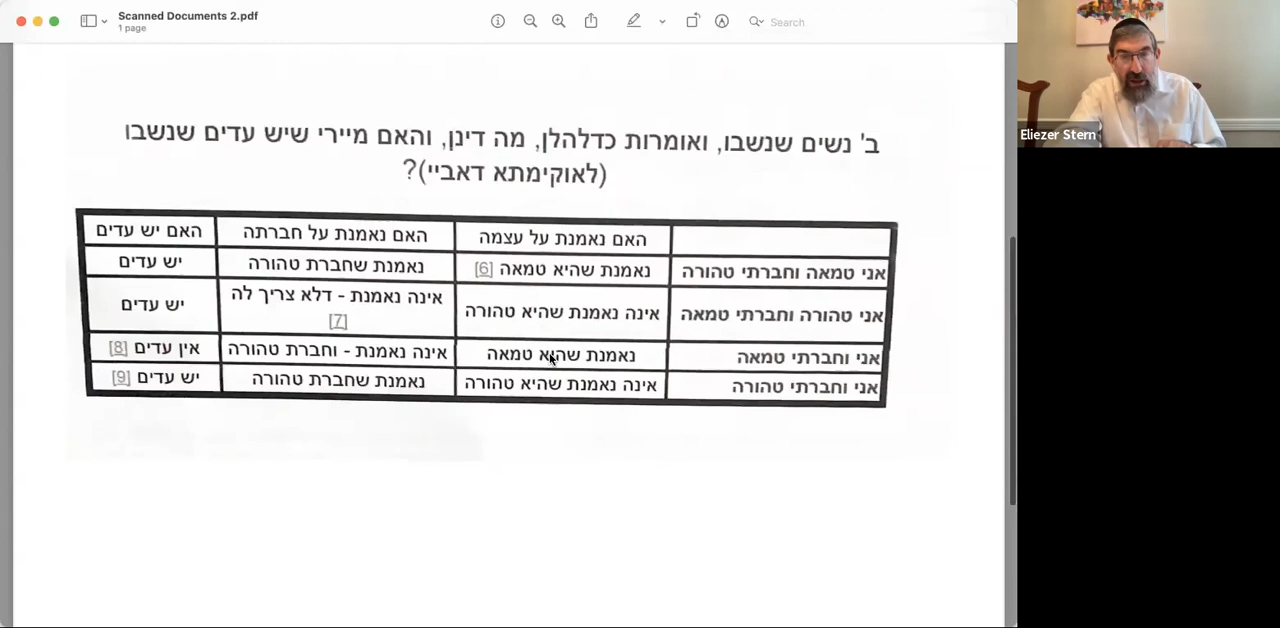 Scanned Documents 2.pdf
1 page
Search
Eliezer Stern
ב' נשים שנשבו, ואומרות כדלהלן, מה דינן, והאם מיירי שיש עדים שנשבו
(לאוקימתא דאביי)?
האם נאמנת על עצמה האם נאמנת על חברתה האם יש עדים
אני טמאה וחברתי טהורה נאמנת שהיא טמאה [6] נאמנת שחברת טהורה יש עדים
אני טהורה וחברתי טמאה אינה נאמנת שהיא טהורה אינה נאמנת - דלא צריך לה [7] יש עדים
אני וחברתי טמאה נאמנת שהיא טמאה אינה נאמנת - וחברת טהורה אין עדים [8]
אני וחברתי טהורה אינה נאמנת שהיא טהורה נאמנת שחברת טהורה יש עדים [9]